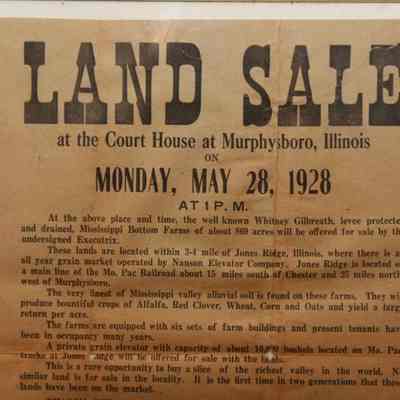 LAND SALE
at the Court House at Murphysboro, Illinois
ON
MONDAY, MAY 28, 1928
AT 1 P. M.
At the above place and time, the well known Whitney Gilbreath, levee protecte
and drained, Mississippi Bottom Farms of about 869 acres will be offered for sale by the
undersigned Executrix.
These lands are located within 3-4 mile of Jones Ridge, Illinois, where there is a
all year grain market operated by Nanson Elevator Company. Jones Ridge is located o
a main line of the Mo. Pac Railroad about 15 miles south of Chester and 25 miles north
west of Murphysboro.
The very finest of Mississippi valley alluvial soil is found on these farms. They wi
produce bountiful crops of Alfalfa, Red Clover, Wheat, Corn and Oats and yield a larg
return per acre.
The farms are equipped with six sets of farm buildings and present tenants hav
been in occupancy many years.
A private grain elevator with capacity of about 10,000 bushels located on Mo. Pac
tracks at Jones Ridge will be offered for sale with the
This is a rare opportunity to buy a slice of the richest valley in the world. N
similar land is for sale in the locality. It is the first time in two generations that thes
lands have been on the market.